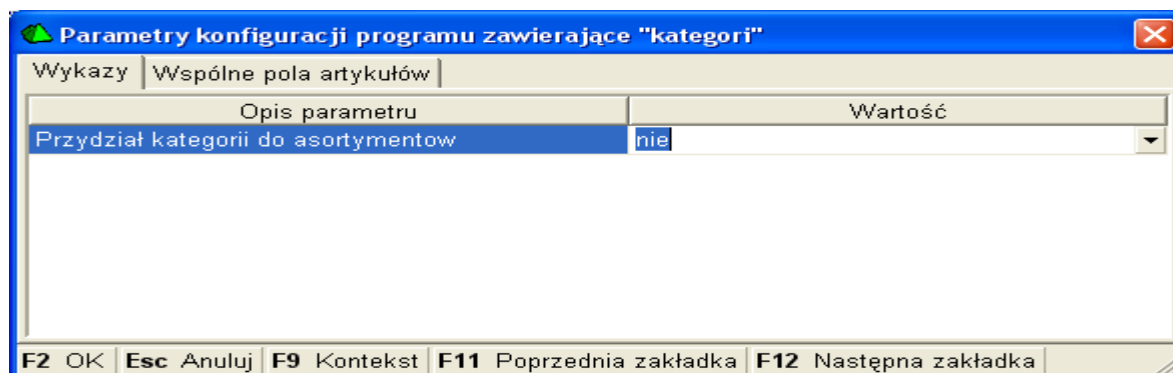 Parametry konfiguracji programu zawierające "kategori"
Wykazy Wspólne pola artykułów
Opis parametru Wartość
Przydział kategorii do asortymentow nie
F2 OK Esc Anuluj F9 Kontekst F11 Poprzednia zakładka F12 Następna zakładka